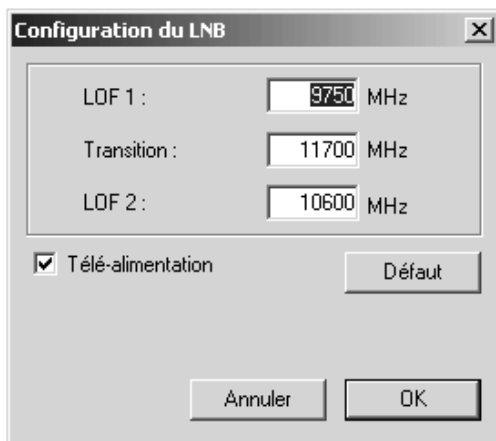 Configuration du LNB
LOF 1 : 9750 MHz
Transition : 11700 MHz
LOF 2 : 10600 MHz
Télé-alimentation
Défaut
Annuler
OK